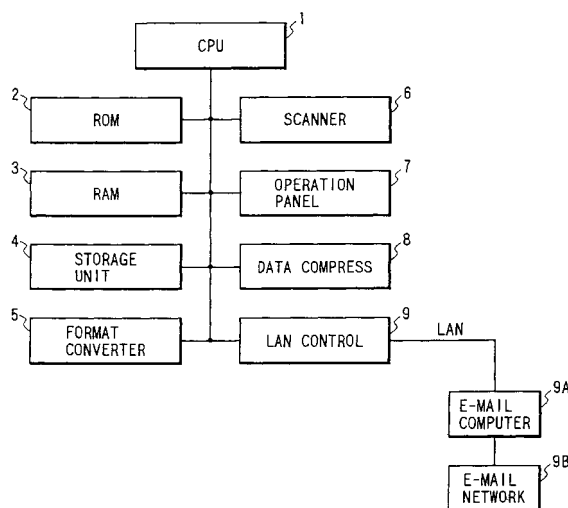 1
CPU
2
ROM
6
SCANNER
3
RAM
7
OPERATION
PANEL
4
STORAGE
UNIT
8
DATA COMPRESS
5
FORMAT
CONVERTER
9
LAN CONTROL
LAN
9A
E-MAIL
COMPUTER
9B
E-MAIL
NETWORK